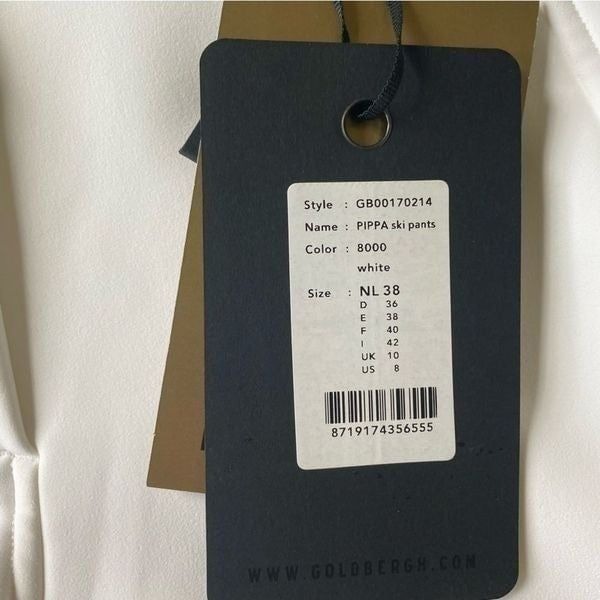 Style : GB00170214
Name : PIPPA ski pants
Color : 8000
white
Size : NL 38
D 36
E 38
F 40
I 42
UK 10
US 8
8719174356555
WWW.GOLDBERGH.COM